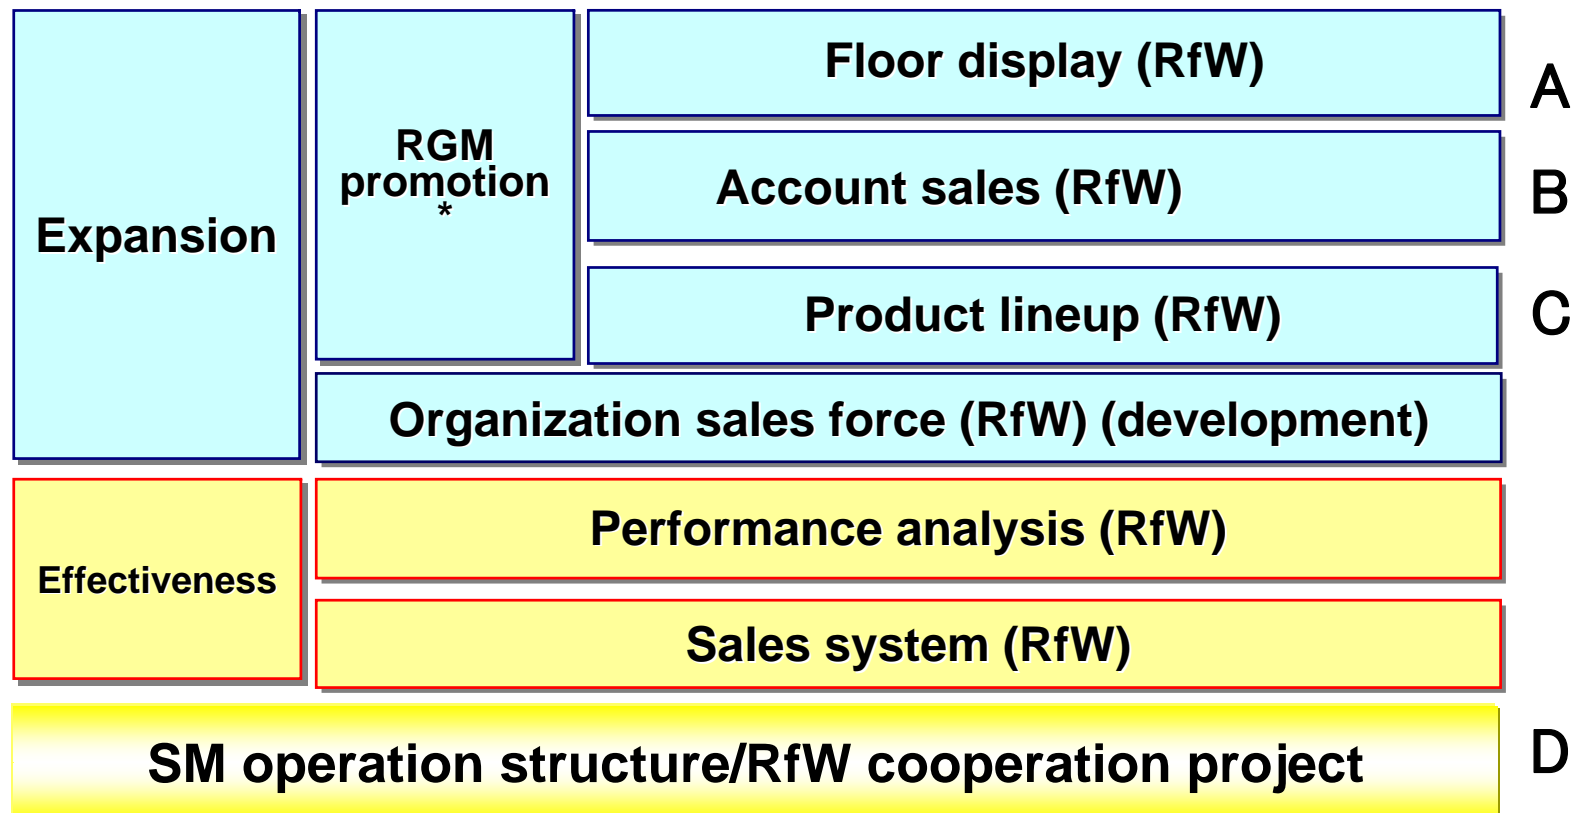 Expansion
RGM
promotion
*
Floor display (RfW)
A
Account sales (RfW)
B
Product lineup (RfW)
C
Organization sales force (RfW) (development)
Effectiveness
Performance analysis (RfW)
Sales system (RfW)
SM operation structure/RfW cooperation project
D